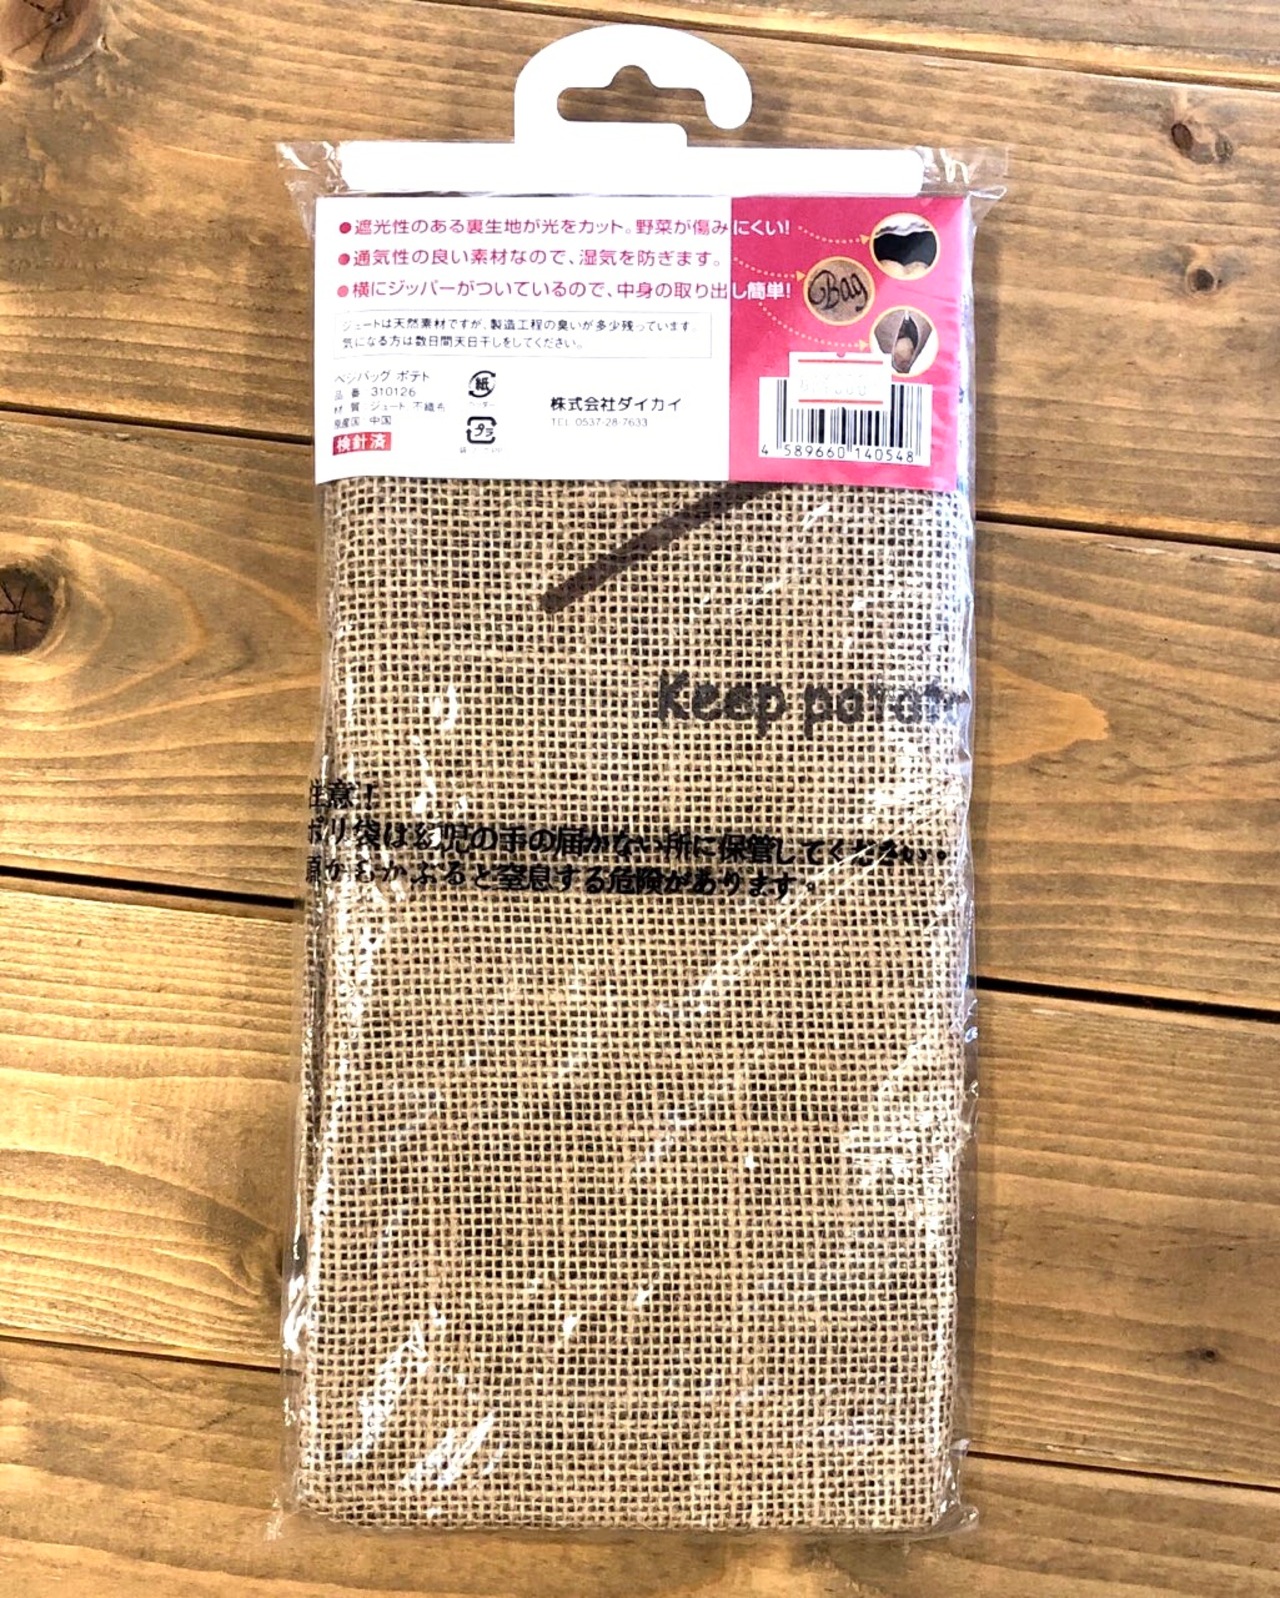 ●遮光性のある裏生地が光をカット。野菜が傷みにくい!
●通気性の良い素材なので、湿気を防ぎます。
●横にジッパーがついているので、中身の取り出し簡単!
Bag
ジュートは天然素材ですが、製造工程の臭いが多少残っています。
気になる方は数日間天日干しをしてください。
ベジバッグ ポテト
品番 310126
材質 ジュート 不織布
原産国 中国
検針済
紙
プラ
株式会社ダイカイ
TEL 0537-28-7633
4 589660 140548
Keep potato
注意!
ポリ袋は幼児の手の届かない所に保管してください。
頭からかぶると窒息する危険があります。